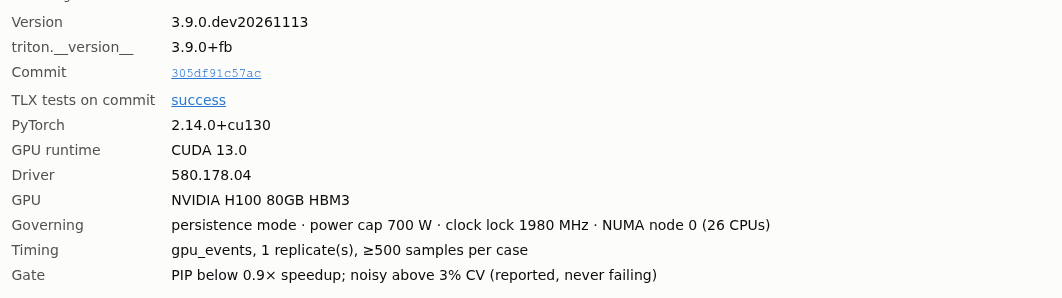 Version 3.9.0.dev20261113
triton.__version__ 3.9.0+fb
Commit 305df91c57ac
TLX tests on commit success
PyTorch 2.14.0+cu130
GPU runtime CUDA 13.0
Driver 580.178.04
GPU NVIDIA H100 80GB HBM3
Governing persistence mode · power cap 700 W · clock lock 1980 MHz · NUMA node 0 (26 CPUs)
Timing gpu_events, 1 replicate(s), ≥500 samples per case
Gate PIP below 0.9× speedup; noisy above 3% CV (reported, never failing)